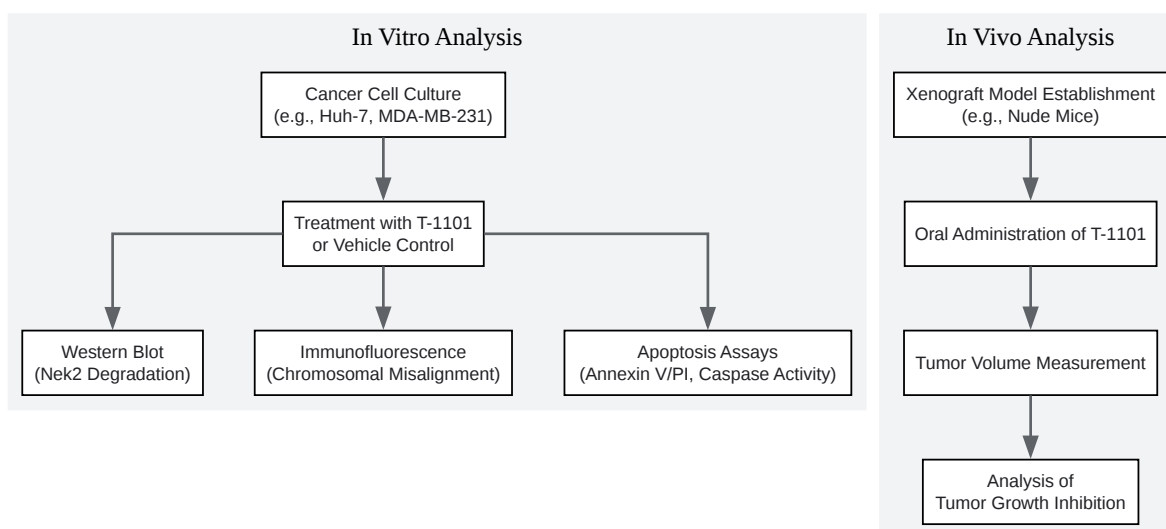 In Vitro Analysis
Cancer Cell Culture
(e.g., Huh-7, MDA-MB-231)
Treatment with T-1101
or Vehicle Control
Western Blot
(Nek2 Degradation)
Immunofluorescence
(Chromosomal Misalignment)
Apoptosis Assays
(Annexin V/PI, Caspase Activity)
In Vivo Analysis
Xenograft Model Establishment
(e.g., Nude Mice)
Oral Administration of T-1101
Tumor Volume Measurement
Analysis of
Tumor Growth Inhibition